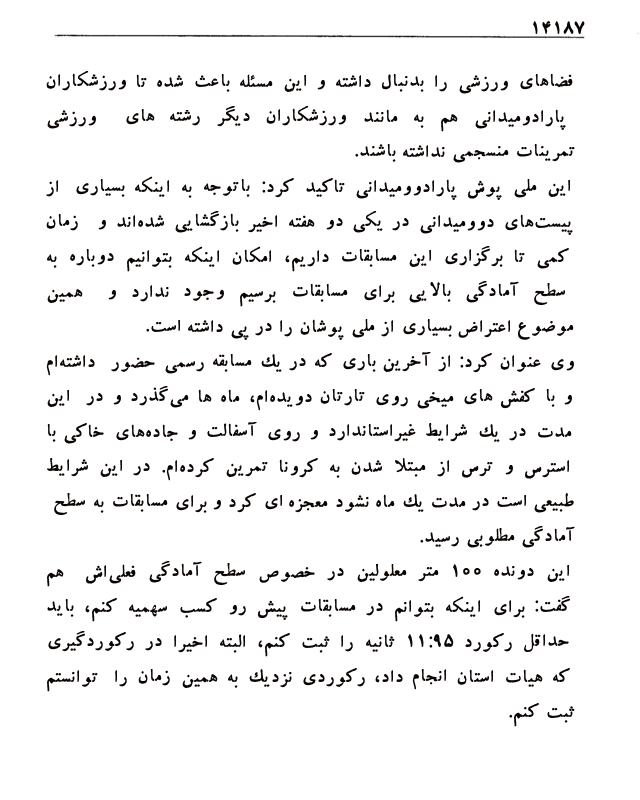 ۱۴۱۸۷
فضاهای ورزشی را بدنبال داشته و این مسئله باعث شده تا ورزشکاران
پارادومیدانی هم به مانند ورزشکاران دیگر رشته های ورزشی
تمرینات منسجمی نداشته باشند.
این ملی پوش پارادوومیدانی تاکید کرد: باتوجه به اینکه بسیاری از
پیست‌های دوومیدانی در یکی دو هفته اخیر بازگشایی شده‌اند و زمان
کمی تا برگزاری این مسابقات داریم، امکان اینکه بتوانیم دوباره به
سطح آمادگی بالایی برای مسابقات برسیم وجود ندارد و همین
موضوع اعتراض بسیاری از ملی پوشان را در پی داشته است.
وی عنوان کرد: از آخرین باری که در یك مسابقه رسمی حضور داشته‌ام
و با کفش های میخی روی تارتان دویده‌ام، ماه ها می‌گذرد و در این
مدت در یك شرایط غیراستاندارد و روی آسفالت و جاده‌های خاکی با
استرس و ترس از مبتلا شدن به کرونا تمرین کرده‌ام. در این شرایط
طبیعی است در مدت یك ماه نشود معجزه ای کرد و برای مسابقات به سطح
آمادگی مطلوبی رسید.
این دونده ۱۰۰ متر معلولین در خصوص سطح آمادگی فعلی‌اش هم
گفت: برای اینکه بتوانم در مسابقات پیش رو کسب سهمیه کنم، باید
حداقل رکورد ۱۱:۹۵ ثانیه را ثبت کنم، البته اخیرا در رکوردگیری
که هیات استان انجام داد، رکوردی نزدیك به همین زمان را توانستم
ثبت کنم.